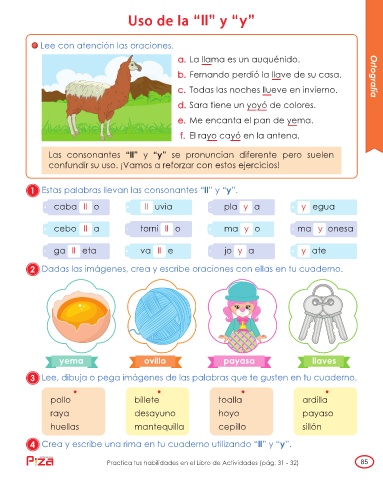 Uso de la “ll” y “y”
Lee con atención las oraciones.
a. La llama es un auquénido.
b. Fernando perdió la llave de su casa.
c. Todas las noches llueve en invierno.
d. Sara tiene un yoyó de colores.
e. Me encanta el pan de yema.
f. El rayo cayó en la antena.
Ortografía
Las consonantes “ll” y “y” se pronuncian diferente pero suelen
confundir su uso. ¡Vamos a reforzar con estos ejercicios!
1 Estas palabras llevan las consonantes “ll” y “y”.
caba ll o ll uvia pla y a y egua
cebo ll a torni ll o ma y o ma y onesa
ga ll eta va ll e jo y a y ate
2 Dadas las imágenes, crea y escribe oraciones con ellas en tu cuaderno.
yema ovillo payasa llaves
3 Lee, dibuja o pega imágenes de las palabras que te gusten en tu cuaderno.
pollo billete toalla ardilla
raya desayuno hoyo payaso
huellas mantequilla cepillo sillón
4 Crea y escribe una rima en tu cuaderno utilizando “ll” y “y”.
Pza Practica tus habilidades en el Libro de Actividades (pág. 31 - 32) 85